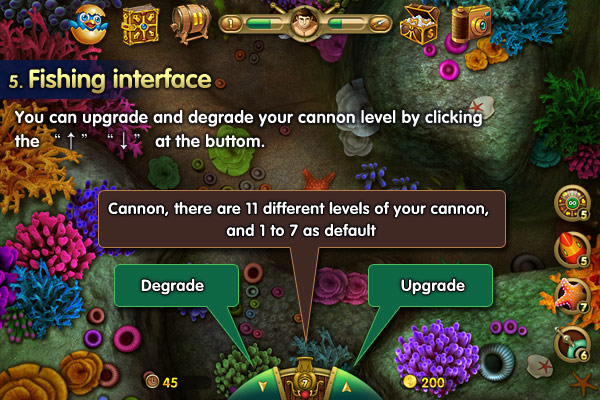 1
5. Fishing interface
You can upgrade and degrade your cannon level by clicking
the “↑” “↓” at the buttom.
Cannon, there are 11 different levels of your cannon,
and 1 to 7 as default
Degrade
Upgrade
5
5
7
6
45
7
200